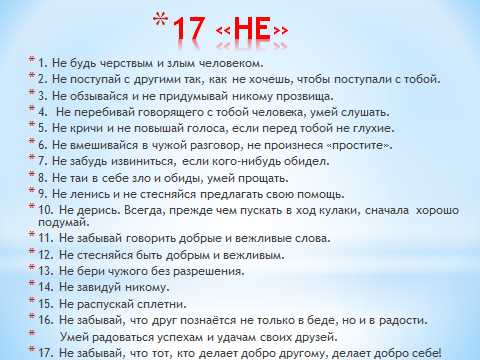 * 17 «НЕ»
* 1. Не будь черствым и злым человеком.
* 2. Не поступай с другими так, как не хочешь, чтобы поступали с тобой.
* 3. Не обзывайся и не придумывай никому прозвища.
* 4. Не перебивай говорящего с тобой человека, умей слушать.
* 5. Не кричи и не повышай голоса, если перед тобой не глухие.
* 6. Не вмешивайся в чужой разговор, не произнеся «простите».
* 7. Не забудь извиниться, если кого-нибудь обидел.
* 8. Не таи в себе зло и обиды, умей прощать.
* 9. Не ленись и не стесняйся предлагать свою помощь.
* 10. Не дерись. Всегда, прежде чем пускать в ход кулаки, сначала хорошо
подумай.
* 11. Не забывай говорить добрые и вежливые слова.
* 12. Не стесняйся быть добрым и вежливым.
* 13. Не бери чужого без разрешения.
* 14. Не завидуй никому.
* 15. Не распускай сплетни.
* 16. Не забывай, что друг познаётся не только в беде, но и в радости.
* Умей радоваться успехам и удачам своих друзей.
* 17. Не забывай, что тот, кто делает добро другому, делает добро себе!